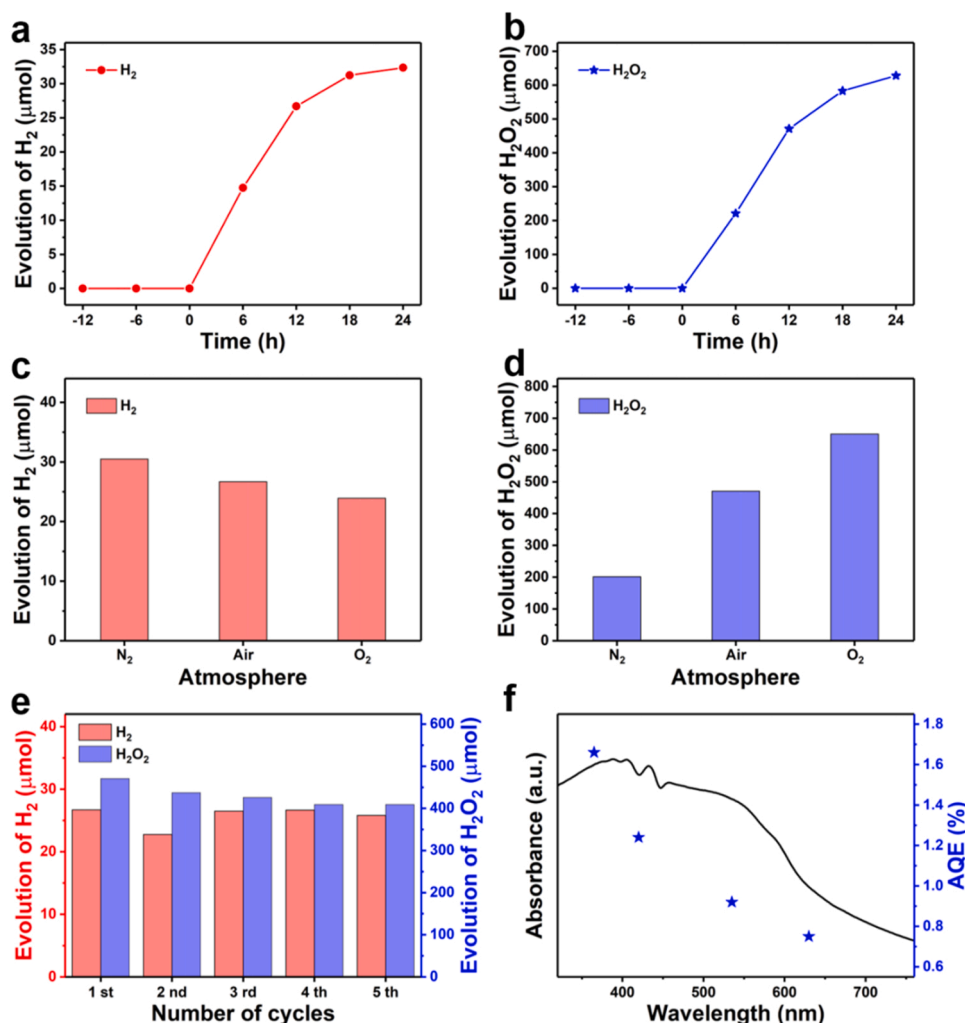 a
Evolution of H₂ (μmol)
35
30
25
20
15
10
5
0
H₂
-12 -6 0 6 12 18 24
Time (h)
b
Evolution of H₂O₂ (μmol)
700
600
500
400
300
200
100
0
H₂O₂
-12 -6 0 6 12 18 24
Time (h)
c
Evolution of H₂ (μmol)
40
30
20
10
0
H₂
N₂ Air O₂
Atmosphere
d
Evolution of H₂O₂ (μmol)
800
700
600
500
400
300
200
100
0
H₂O₂
N₂ Air O₂
Atmosphere
e
Evolution of H₂ (μmol)
40
30
20
10
0
H₂
H₂O₂
600
500
400
300
200
100
0
Evolution of H₂O₂ (μmol)
1 st 2 nd 3 rd 4 th 5 th
Number of cycles
f
Absorbance (a.u.)
1.8
1.6
1.4
1.2
1.0
0.8
0.6
AQE (%)
400 500 600 700
Wavelength (nm)